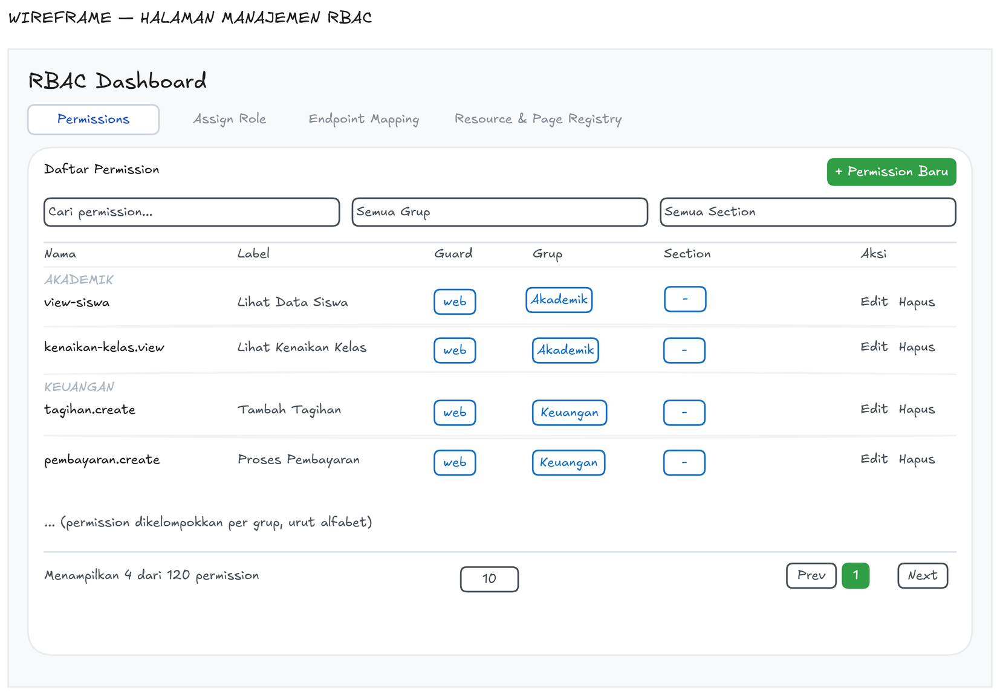 WIREFRAME — HALAMAN MANAJEMEN RBAC
RBAC Dashboard
Permissions Assign Role Endpoint Mapping Resource & Page Registry
Daftar Permission + Permission Baru
Cari permission... Semua Grup Semua Section
Nama Label Guard Grup Section Aksi
AKADEMIK
view-siswa Lihat Data Siswa web Akademik - Edit Hapus
kenaikan-kelas.view Lihat Kenaikan Kelas web Akademik - Edit Hapus
KEUANGAN
tagihan.create Tambah Tagihan web Keuangan - Edit Hapus
pembayaran.create Proses Pembayaran web Keuangan - Edit Hapus
... (permission dikelompokkan per grup, urut alfabet)
Menampilkan 4 dari 120 permission 10 Prev 1 Next